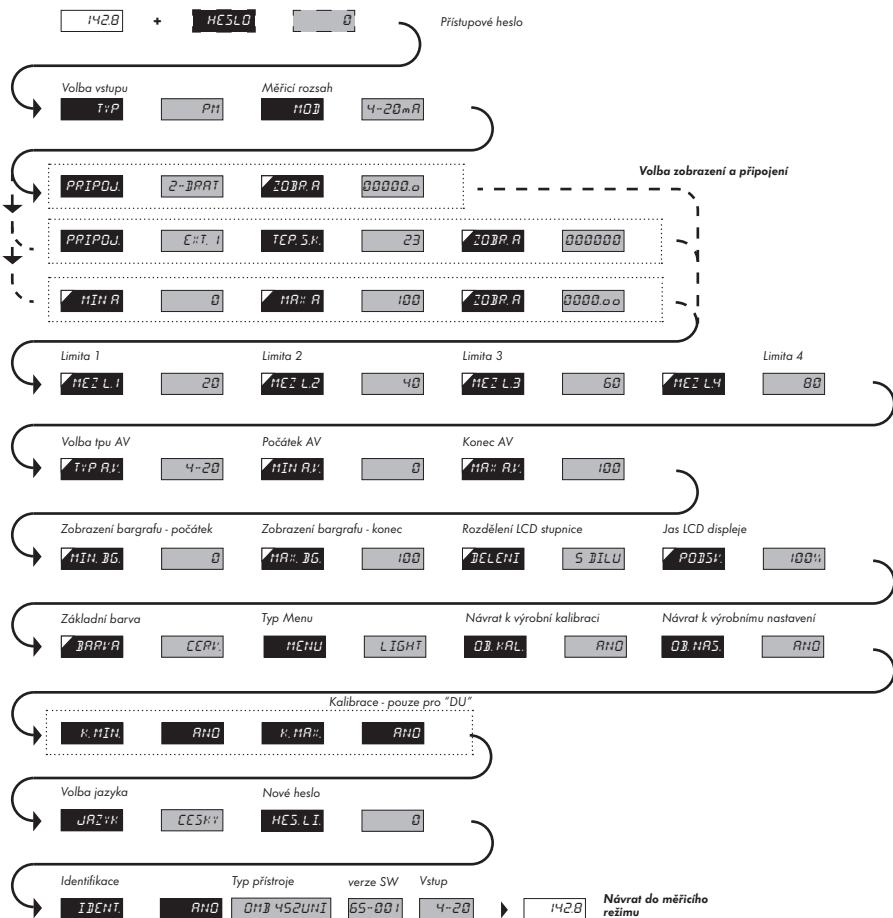 142.8 + HESLO 0 Přístupové heslo
Volba vstupu Měřicí rozsah
TYP PM MOD 4-20mA
Volba zobrazení a připojení
PRIPOJ. 2-DRAT ZOBR. A 00000.0
PRIPOJ. EXT. 1 TEP. S.K. 23 ZOBR. A 000000
MIN A 0 MAX A 100 ZOBR. A 0000.00
Limita 1 Limita 2 Limita 3 Limita 4
MEZ L.1 20 MEZ L.2 40 MEZ L.3 60 MEZ L.4 80
Volba tpu AV Počátek AV Konec AV
TYP A.V. 4-20 MIN A.V. 0 MAX A.V. 100
Zobrazení bargrafu - počátek Zobrazení bargrafu - konec Rozdělení LCD stupnice Jas LCD displeje
MIN. BG. 0 MAX. BG. 100 DELENI 5 DILU PODSV. 100%
Základní barva Typ Menu Návrat k výrobní kalibraci Návrat k výrobnímu nastavení
BARVA CERV. MENU LIGHT OB. KAL. ANO OB. NAS. ANO
Kalibrace - pouze pro "DU"
K. MIN. ANO K. MAX. ANO
Volba jazyka Nové heslo
JAZYK CESKY HES. LI. 0
Identifikace Typ přístroje verze SW Vstup
IDENT. ANO OMB 452UNI 65-001 4-20 142.8 Návrat do měřicího
režimu